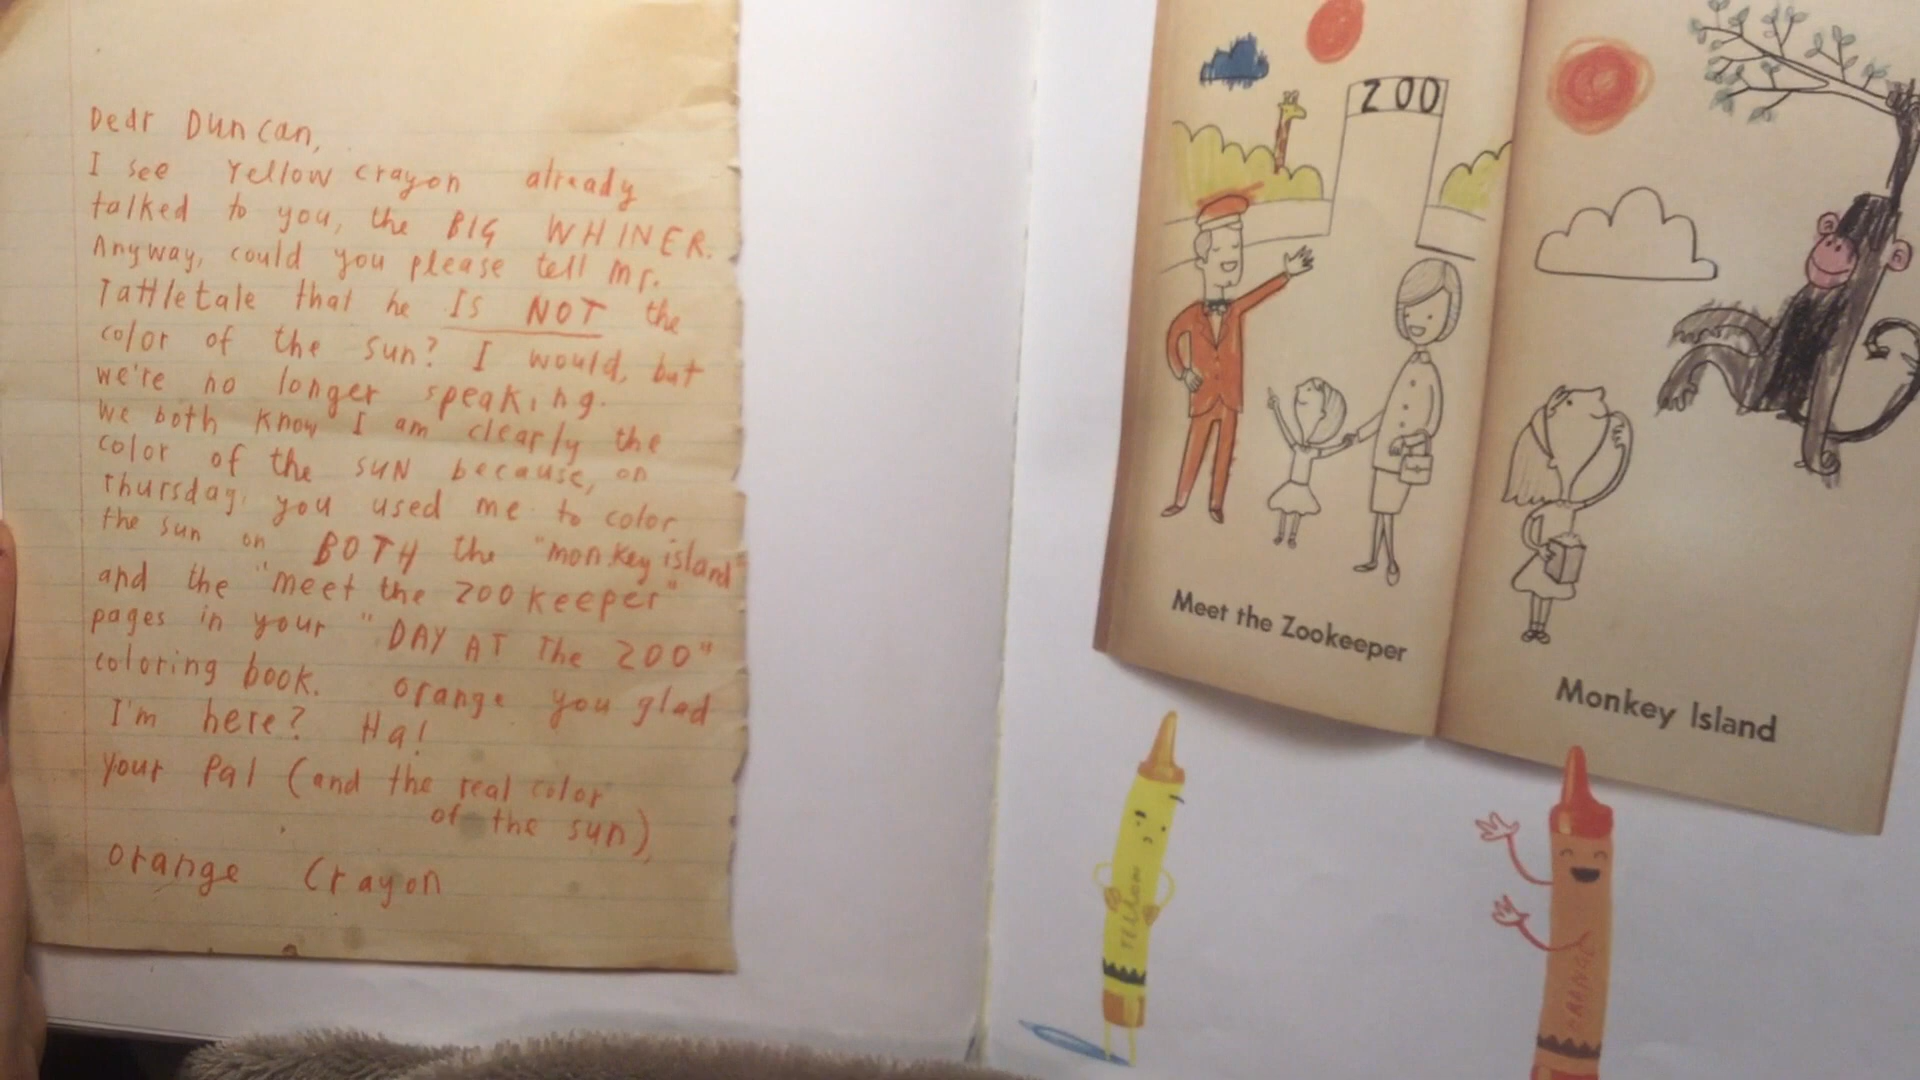 Dear Duncan,
I see Yellow crayon already
talked to you, the BIG WHINER.
Anyway, could you please tell Mr.
Tattletale that he IS NOT the
color of the sun? I would, but
we're no longer speaking.
We both know I am clearly the
color of the SUN because, on
Thursday, you used me to color
the sun on BOTH the "monkey island"
and the "meet the zookeeper"
pages in your "DAY AT The ZOO"
coloring book. Orange you glad
I'm here? Ha!
Your Pal (and the real color
of the sun),
Orange Crayon
ZOO
Meet the Zookeeper
Monkey Island
YELLOW
ORANGE